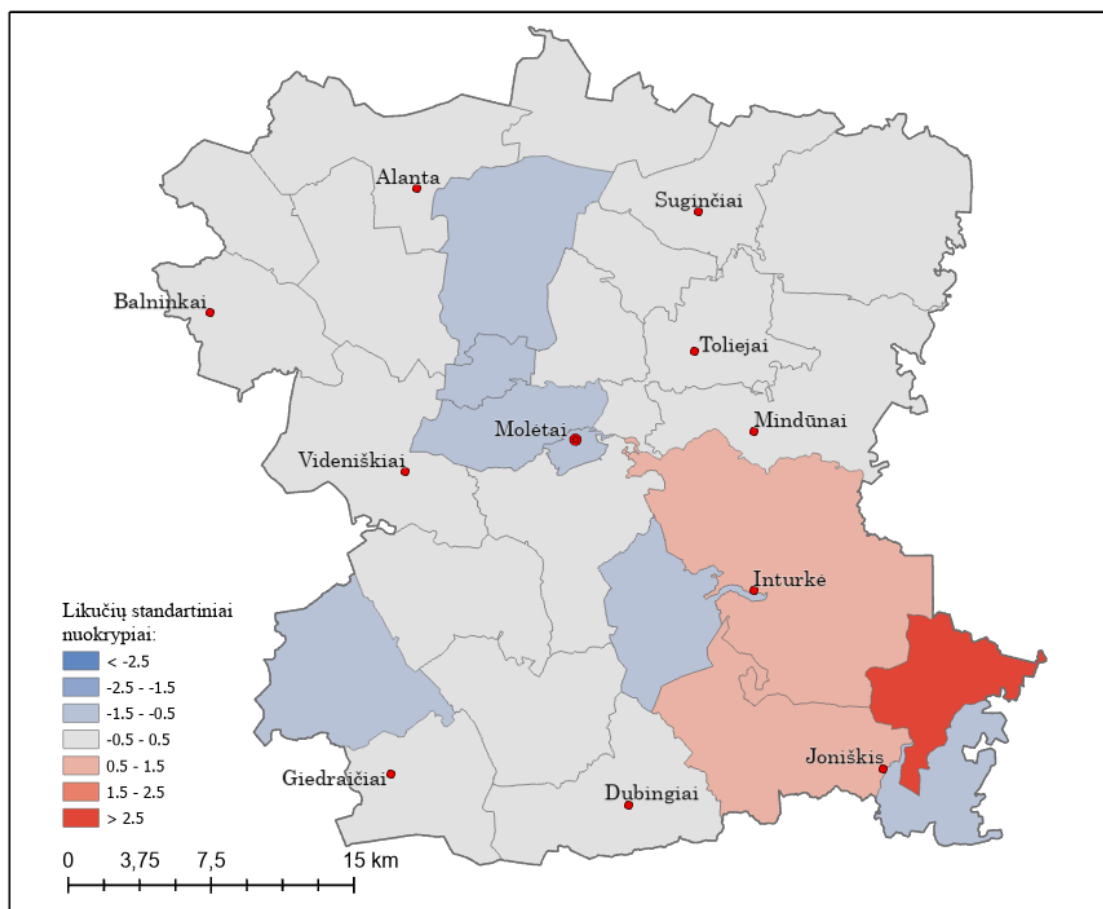 Alanta
Suginčiai
Balninkai
Toliejai
Molėtai
Mindūnai
Videniškiai
Inturkė
Joniškis
Giedraičiai
Dubingiai
Likučių standartiniai
nuokrypiai:
< -2.5
-2.5 - -1.5
-1.5 - -0.5
-0.5 - 0.5
0.5 - 1.5
1.5 - 2.5
> 2.5
0 3,75 7,5 15 km